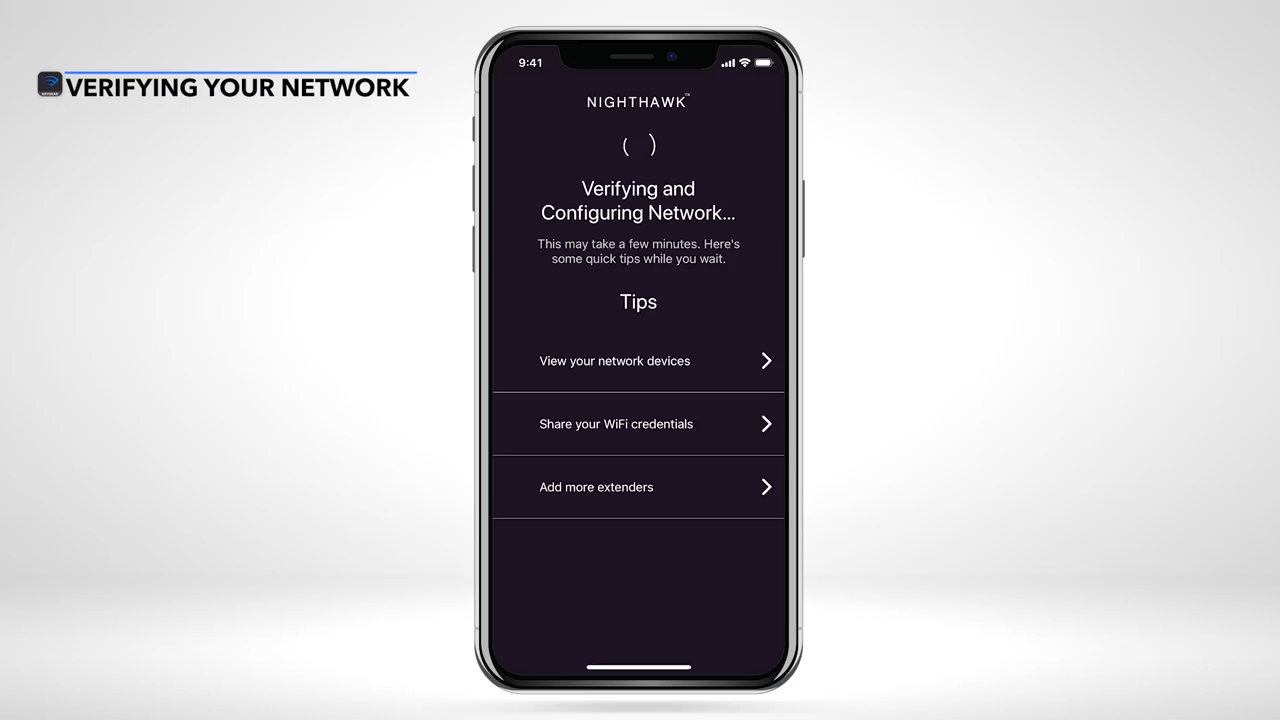 VERIFYING YOUR NETWORK
9:41
NIGHTHAWK™
Verifying and
Configuring Network...
This may take a few minutes. Here's
some quick tips while you wait.
Tips
View your network devices
Share your WiFi credentials
Add more extenders